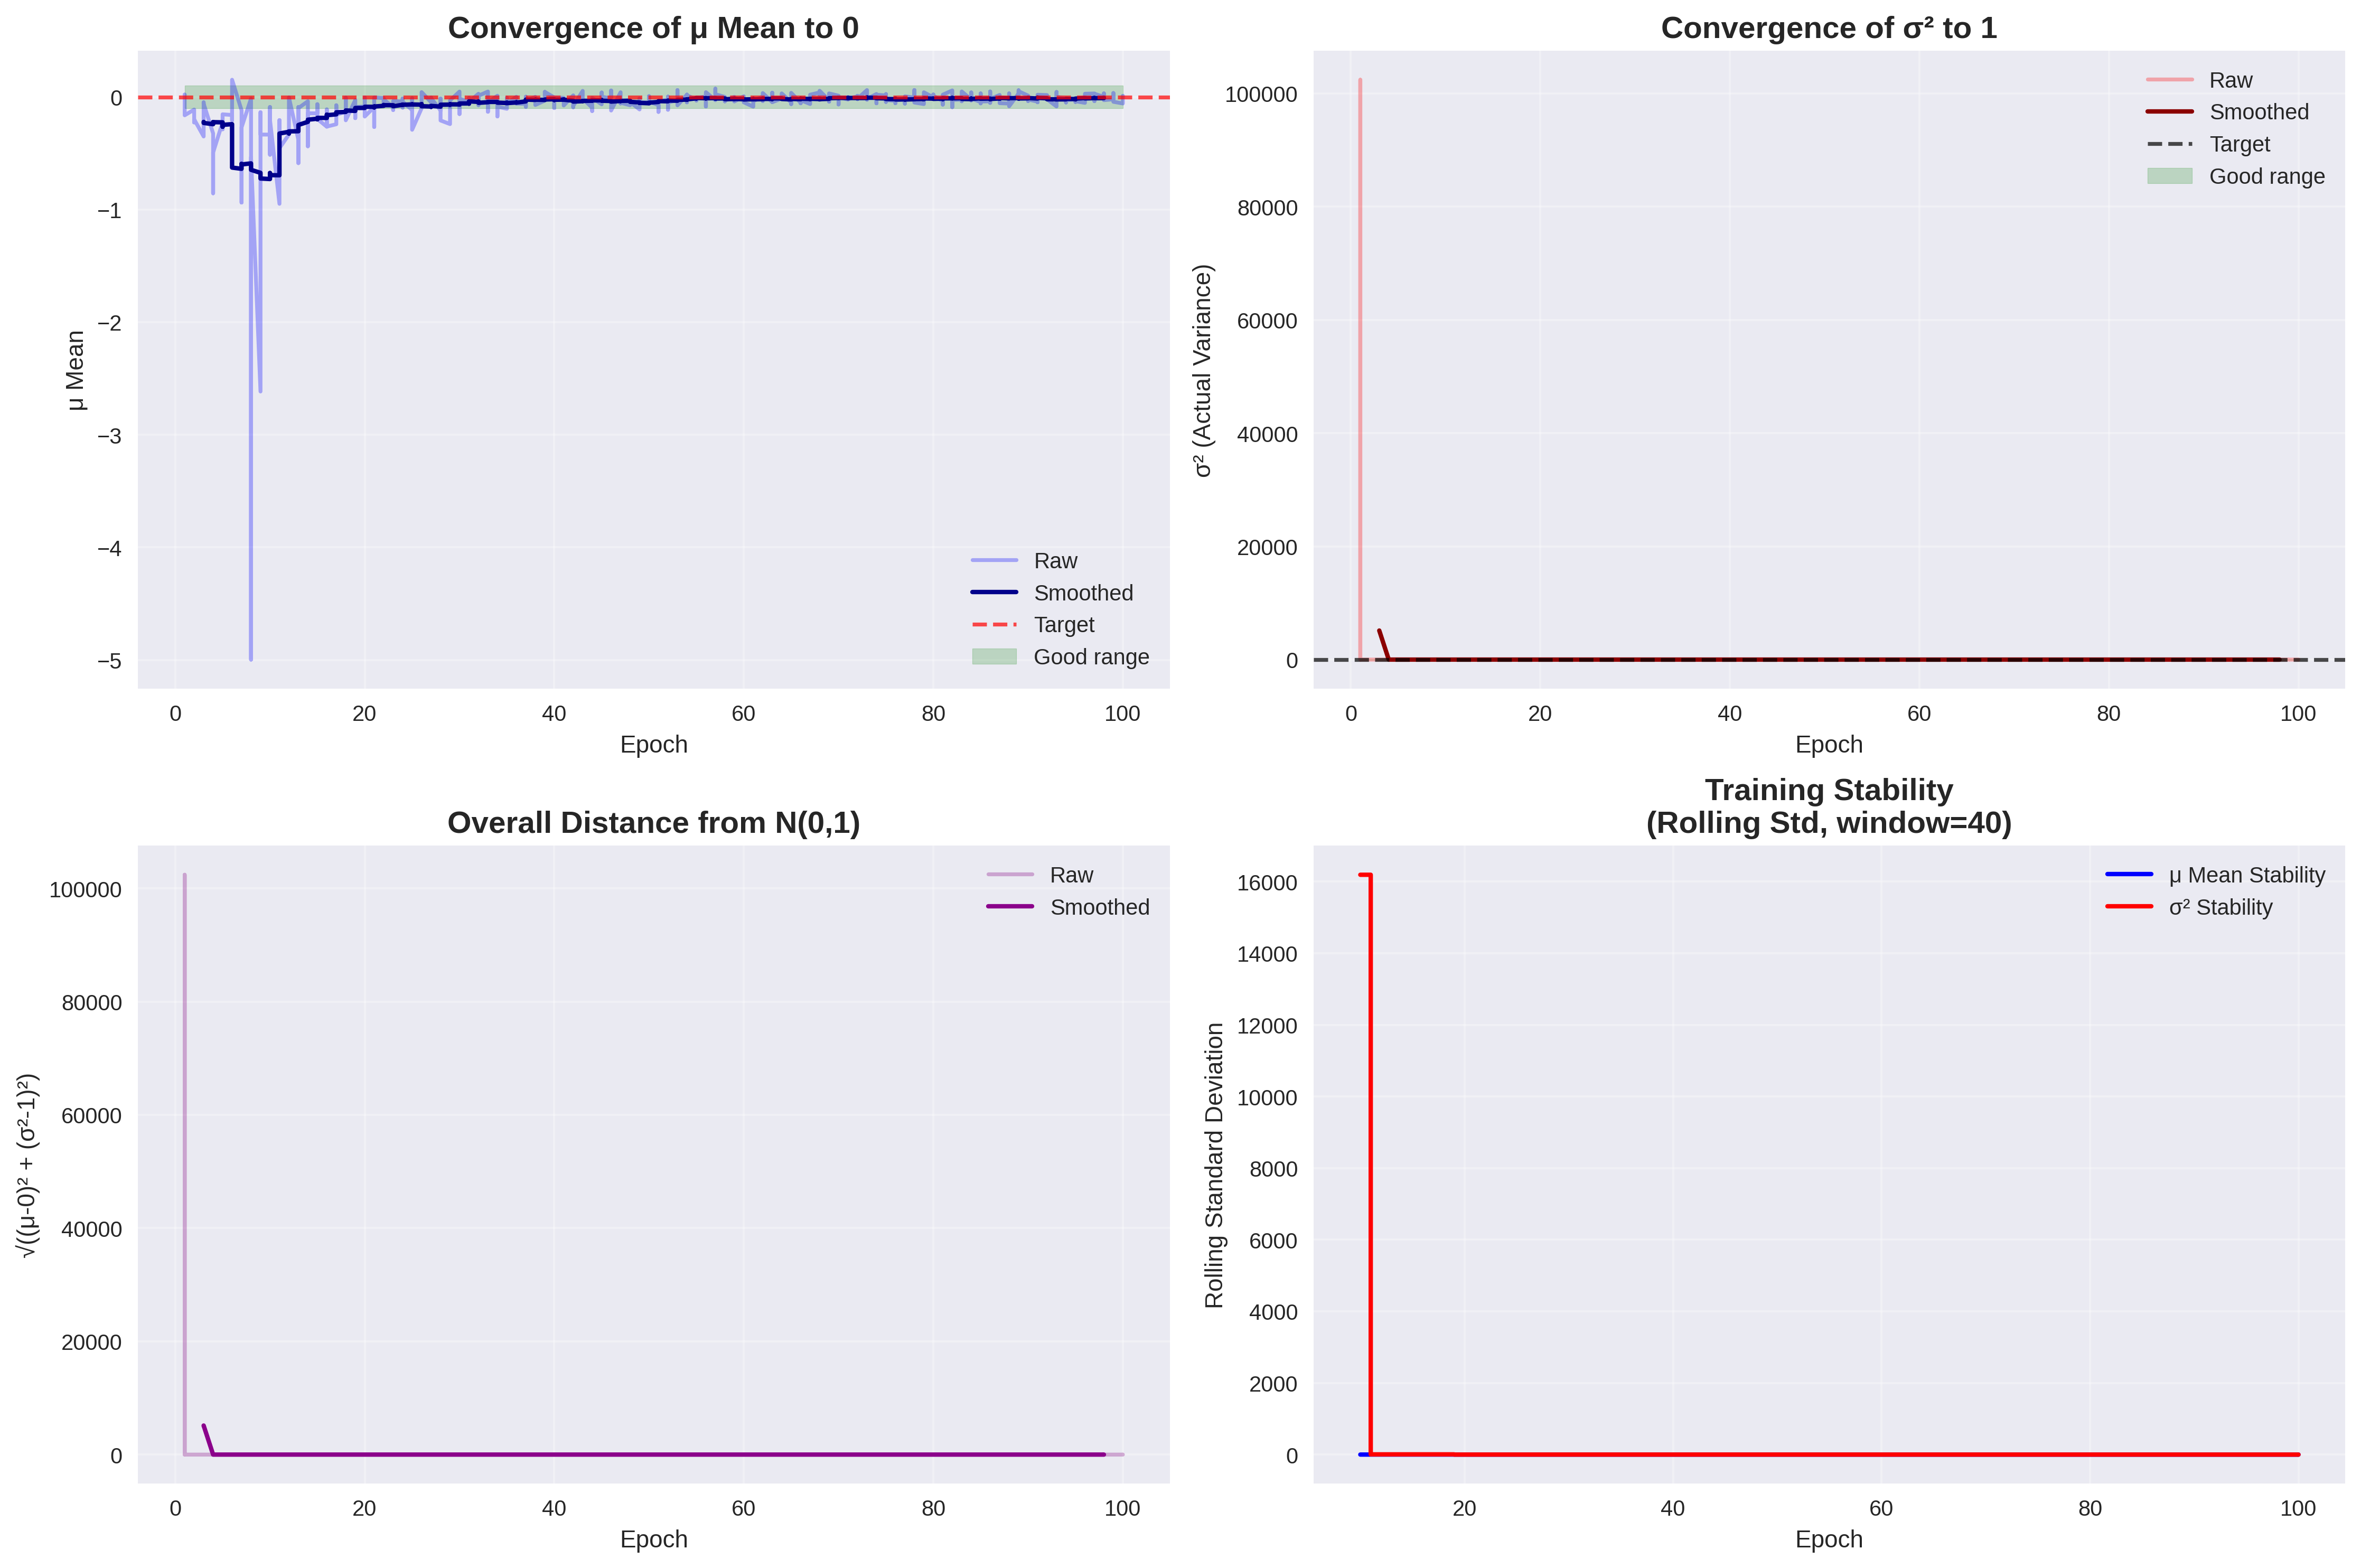 Convergence of μ Mean to 0
μ Mean
0
−1
−2
−3
−4
−5
Raw
Smoothed
Target
Good range
0 20 40 60 80 100
Epoch
Convergence of σ² to 1
σ² (Actual Variance)
100000
80000
60000
40000
20000
0
Raw
Smoothed
Target
Good range
0 20 40 60 80 100
Epoch
Overall Distance from N(0,1)
√((μ-0)² + (σ²-1)²)
100000
80000
60000
40000
20000
0
Raw
Smoothed
0 20 40 60 80 100
Epoch
Training Stability
(Rolling Std, window=40)
Rolling Standard Deviation
16000
14000
12000
10000
8000
6000
4000
2000
0
μ Mean Stability
σ² Stability
20 40 60 80 100
Epoch